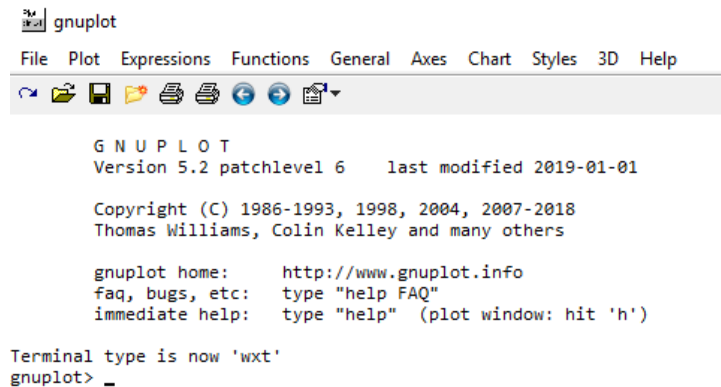 gnuplot
File Plot Expressions Functions General Axes Chart Styles 3D Help
G N U P L O T
Version 5.2 patchlevel 6    last modified 2019-01-01
Copyright (C) 1986-1993, 1998, 2004, 2007-2018
Thomas Williams, Colin Kelley and many others
gnuplot home:     http://www.gnuplot.info
faq, bugs, etc:   type "help FAQ"
immediate help:   type "help"  (plot window: hit 'h')
Terminal type is now 'wxt'
gnuplot> _